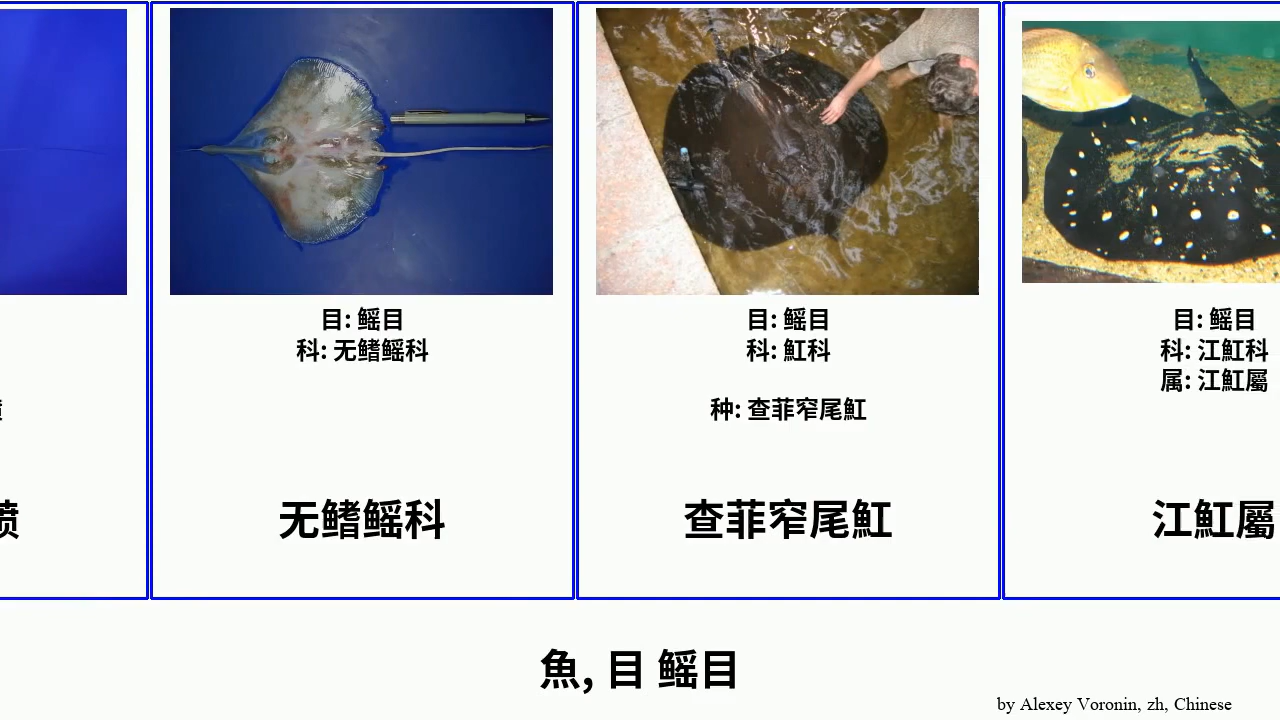 目: 鳐目
科: 无鳍鳐科
无鳍鳐科
目: 鳐目
科: 魟科
种: 查菲窄尾魟
查菲窄尾魟
目: 鳐目
科: 江魟科
属: 江魟屬
江魟屬
魚, 目 鳐目
by Alexey Voronin, zh, Chinese